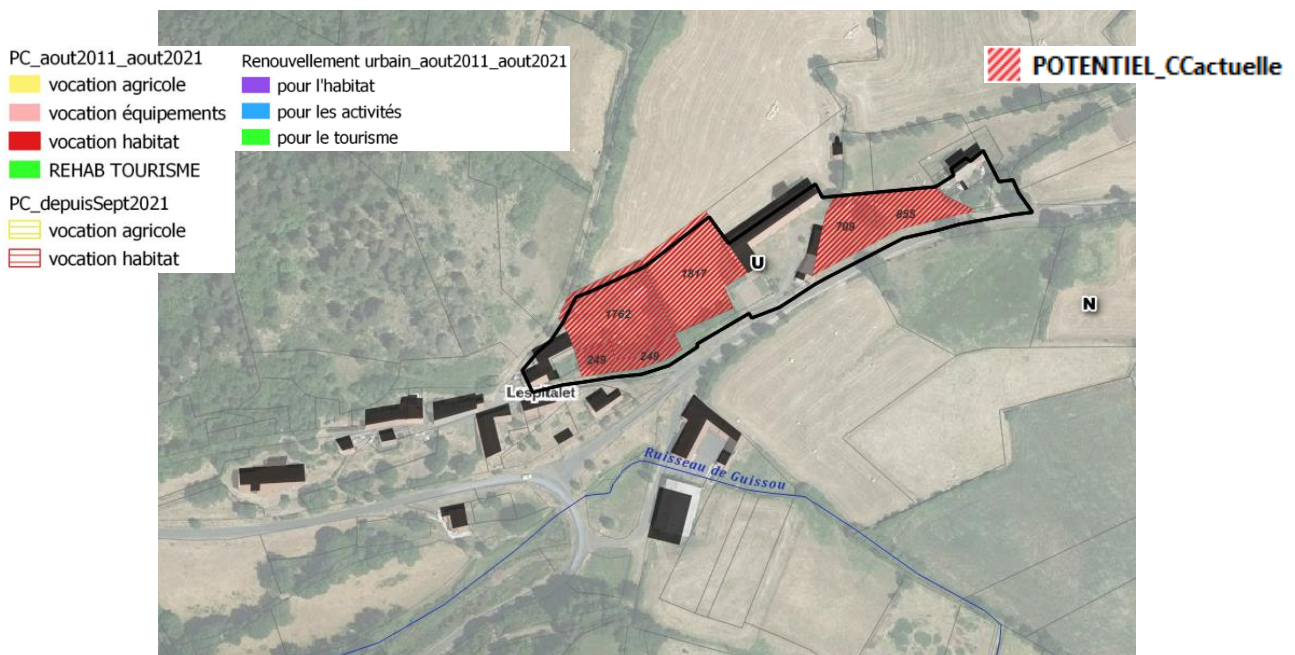 PC_aout2011_aout2021
vocation agricole
vocation équipements
vocation habitat
REHAB TOURISME
PC_depuisSept2021
vocation agricole
vocation habitat
Renouvellement urbain_aout2011_aout2021
pour l'habitat
pour les activités
pour le tourisme
POTENTIEL_CCactuelle
855
709
1817
U
N
1762
249
249
Lespitalet
Ruisseau de Guissou